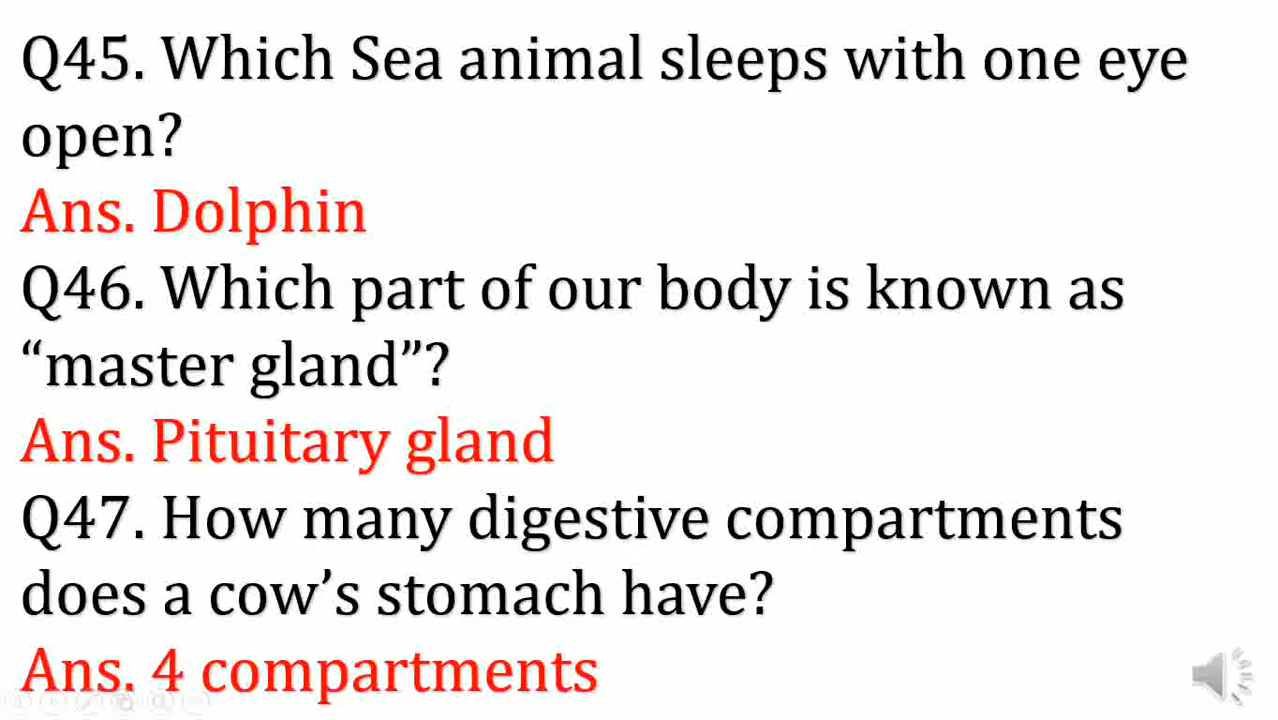 Q45. Which Sea animal sleeps with one eye
open?
Ans. Dolphin
Q46. Which part of our body is known as
“master gland”?
Ans. Pituitary gland
Q47. How many digestive compartments
does a cow’s stomach have?
Ans. 4 compartments